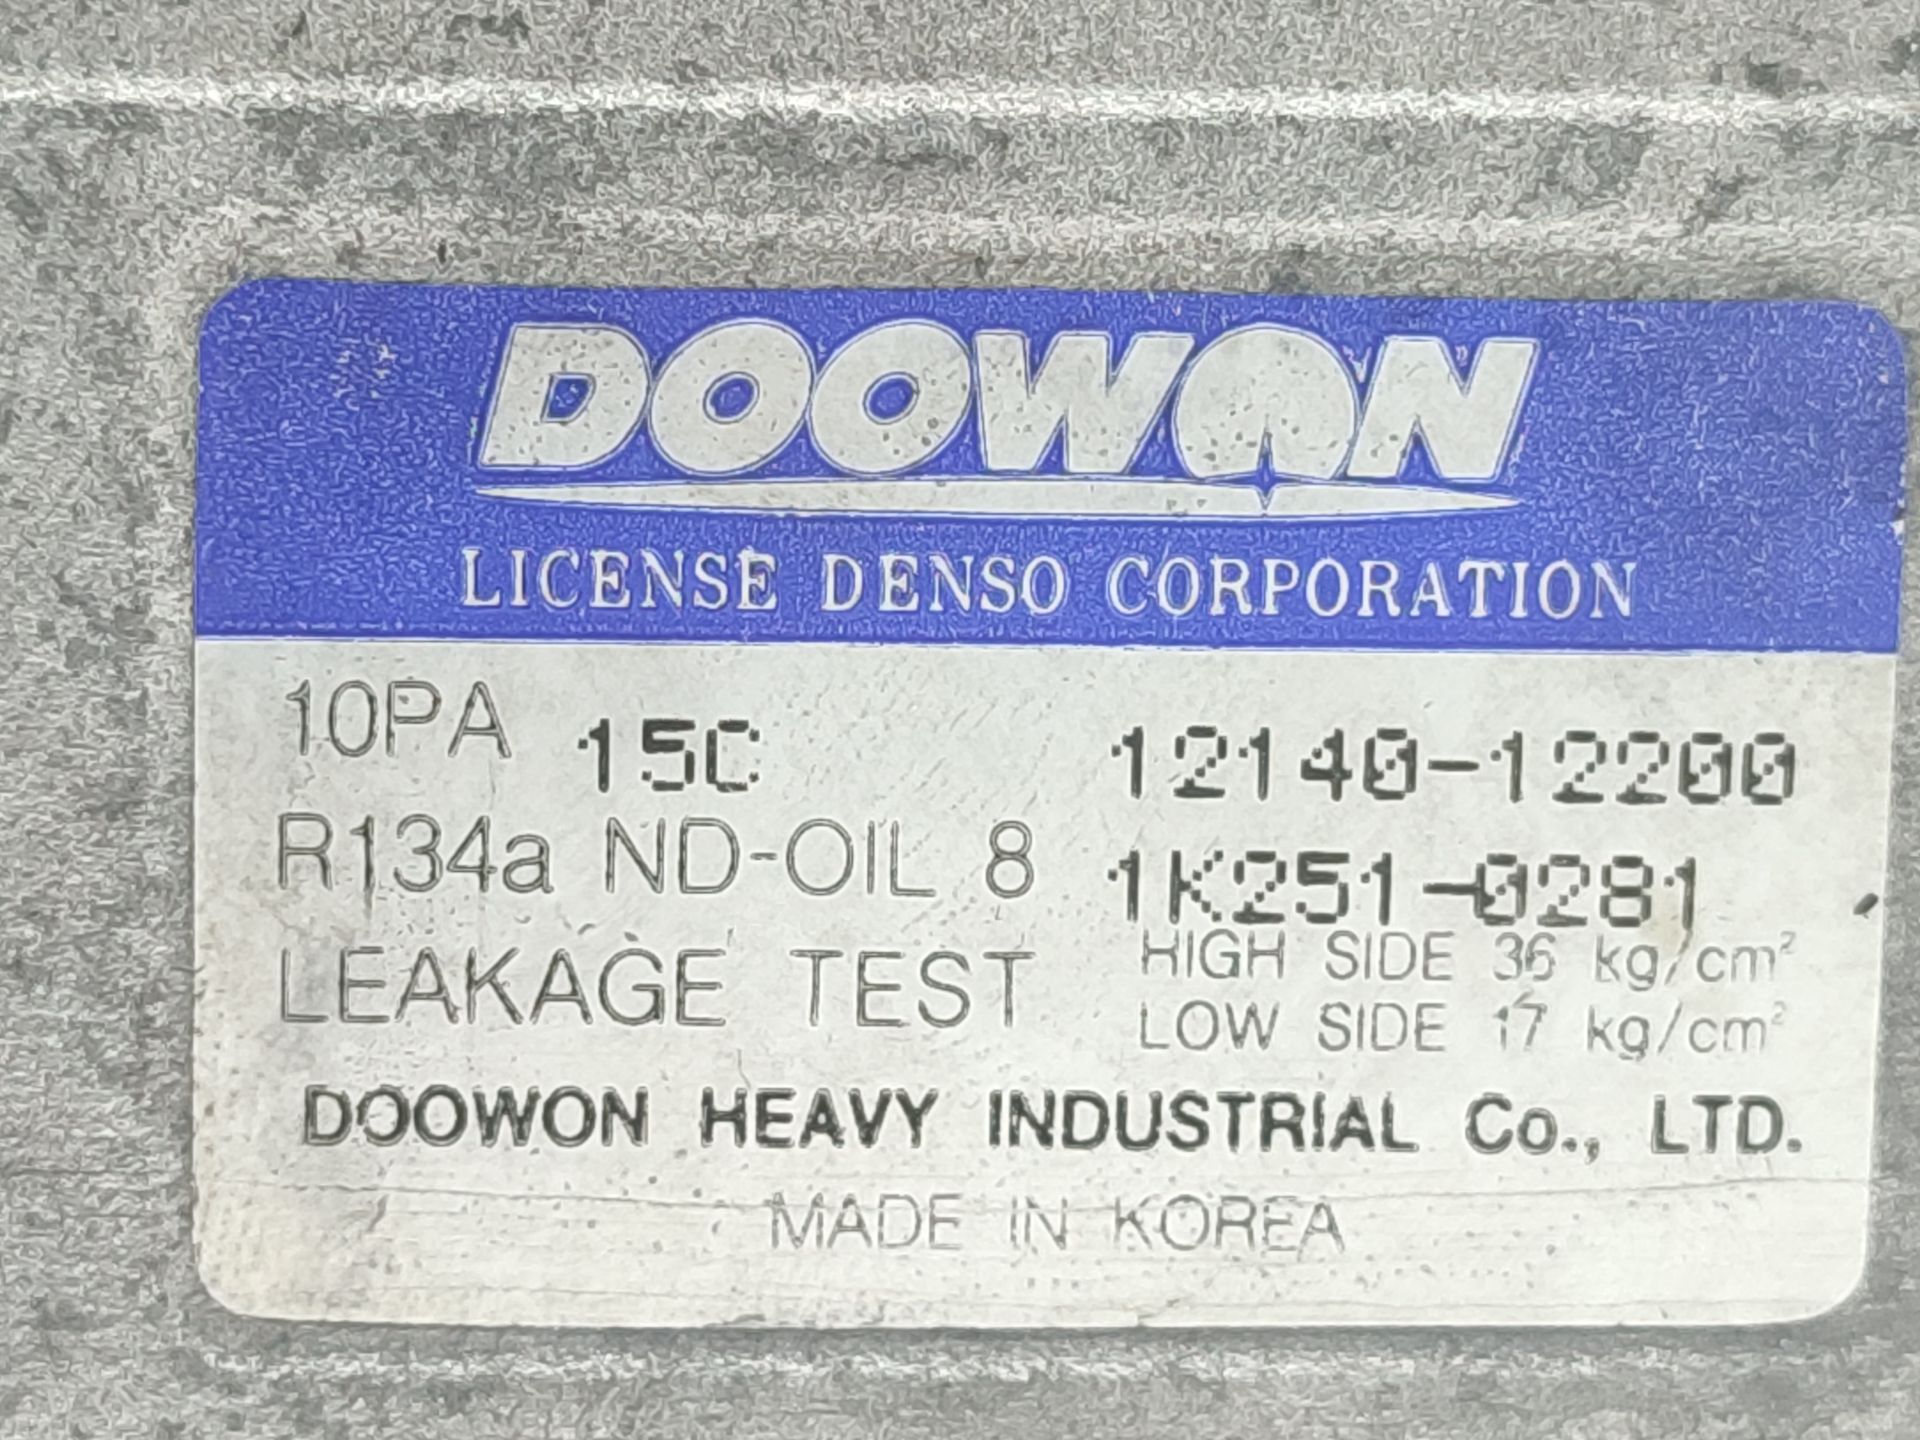 DOOWON
LICENSE DENSO CORPORATION
10PA 15C 12140-12200
R134a ND-OIL 8 1K251-0281
LEAKAGE TEST HIGH SIDE 36 kg/cm²
LOW SIDE 17 kg/cm²
DOOWON HEAVY INDUSTRIAL Co., LTD.
MADE IN KOREA